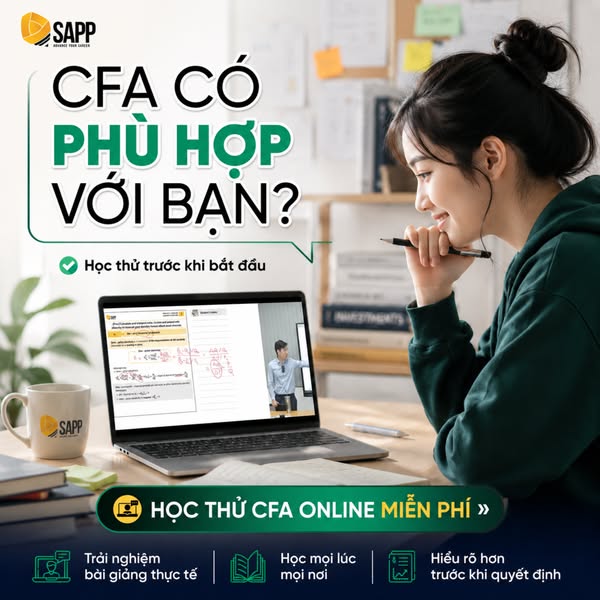 SAPP
ADVANCE YOUR CAREER
CFA CÓ
PHÙ HỢP
VỚI BẠN?
Học thử trước khi bắt đầu
INVESTMENTS
SAPP
HỌC THỬ CFA ONLINE MIỄN PHÍ »
Trải nghiệm
bài giảng thực tế
Học mọi lúc
mọi nơi
Hiểu rõ hơn
trước khi quyết định